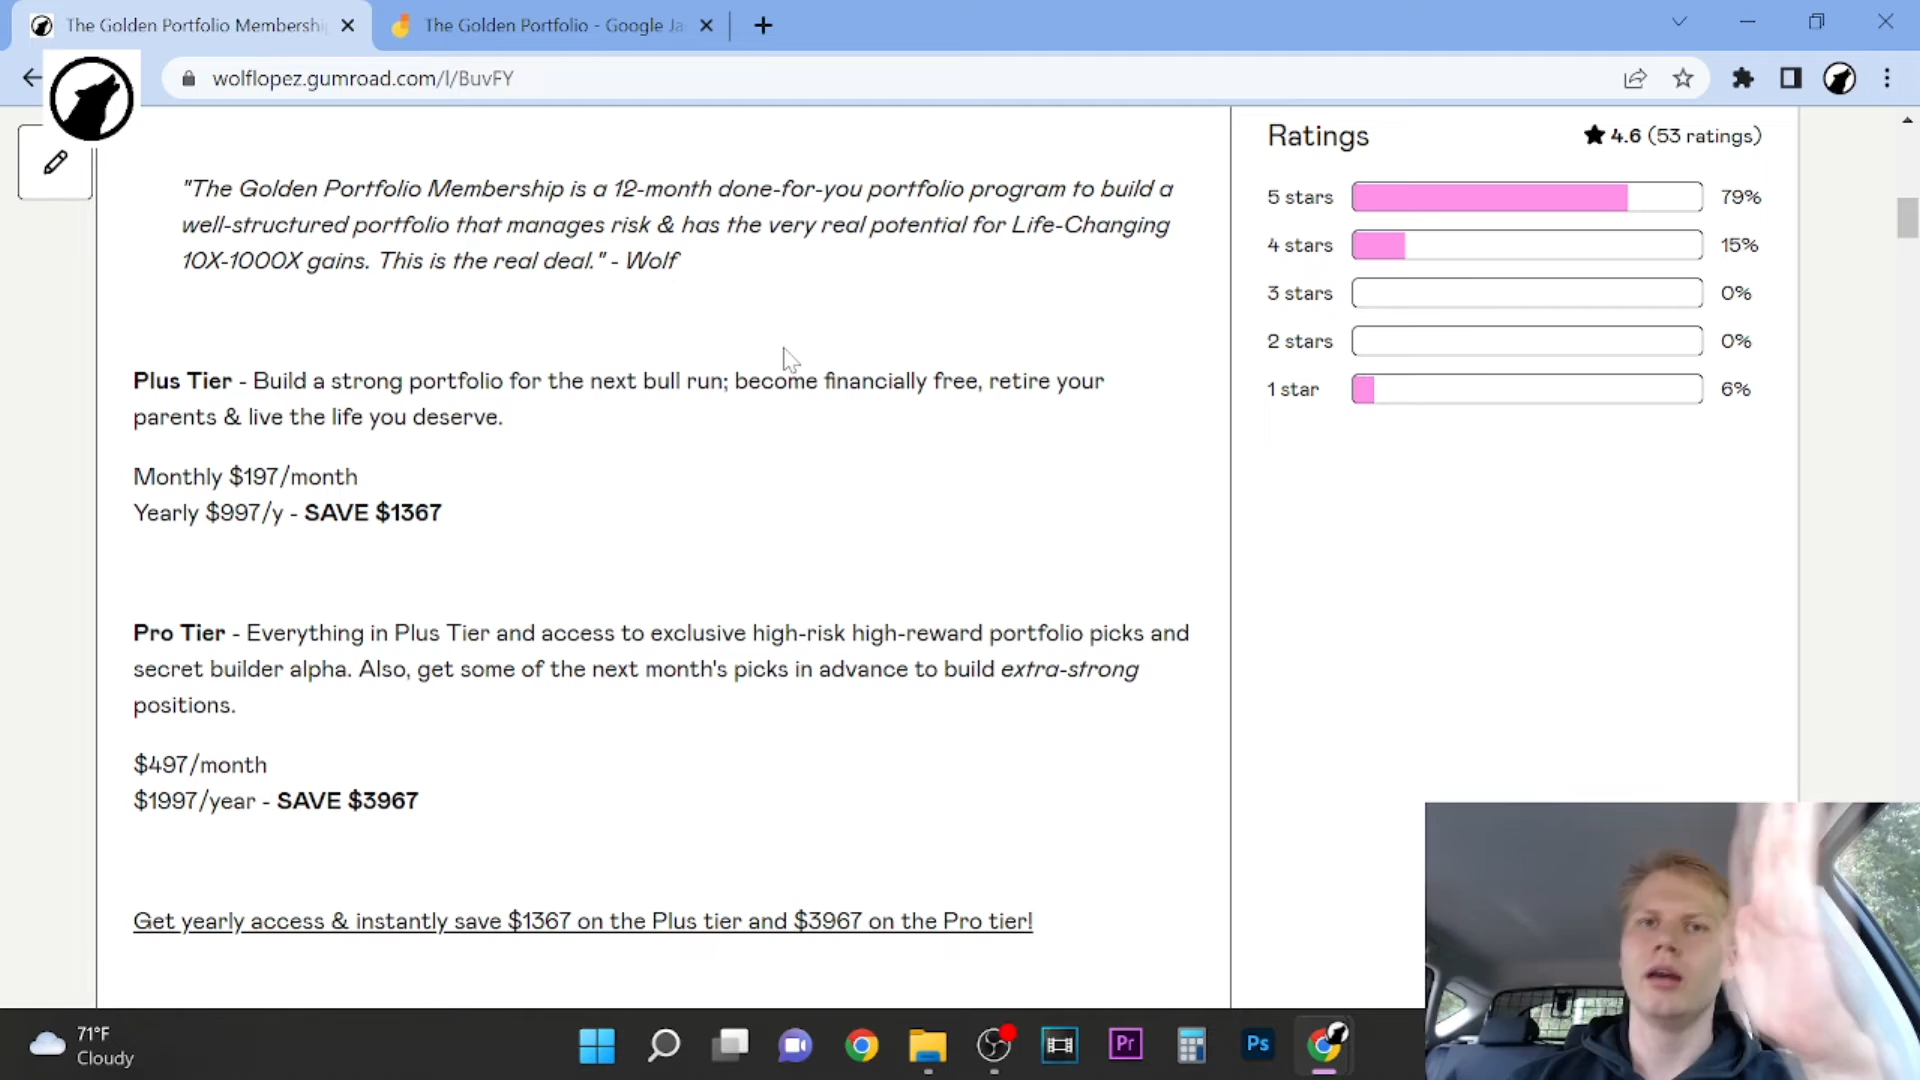 The Golden Portfolio Membershi
The Golden Portfolio - Google Ja
wolflopez.gumroad.com/l/BuvFY
"The Golden Portfolio Membership is a 12-month done-for-you portfolio program to build a
well-structured portfolio that manages risk & has the very real potential for Life-Changing
10X-1000X gains. This is the real deal." - Wolf
Plus Tier - Build a strong portfolio for the next bull run; become financially free, retire your
parents & live the life you deserve.
Monthly $197/month
Yearly $997/y - SAVE $1367
Pro Tier - Everything in Plus Tier and access to exclusive high-risk high-reward portfolio picks and
secret builder alpha. Also, get some of the next month's picks in advance to build extra-strong
positions.
$497/month
$1997/year - SAVE $3967
Get yearly access & instantly save $1367 on the Plus tier and $3967 on the Pro tier!
Ratings
4.6 (53 ratings)
5 stars 79%
4 stars 15%
3 stars 0%
2 stars 0%
1 star 6%
71°F
Cloudy
Pr
Ps